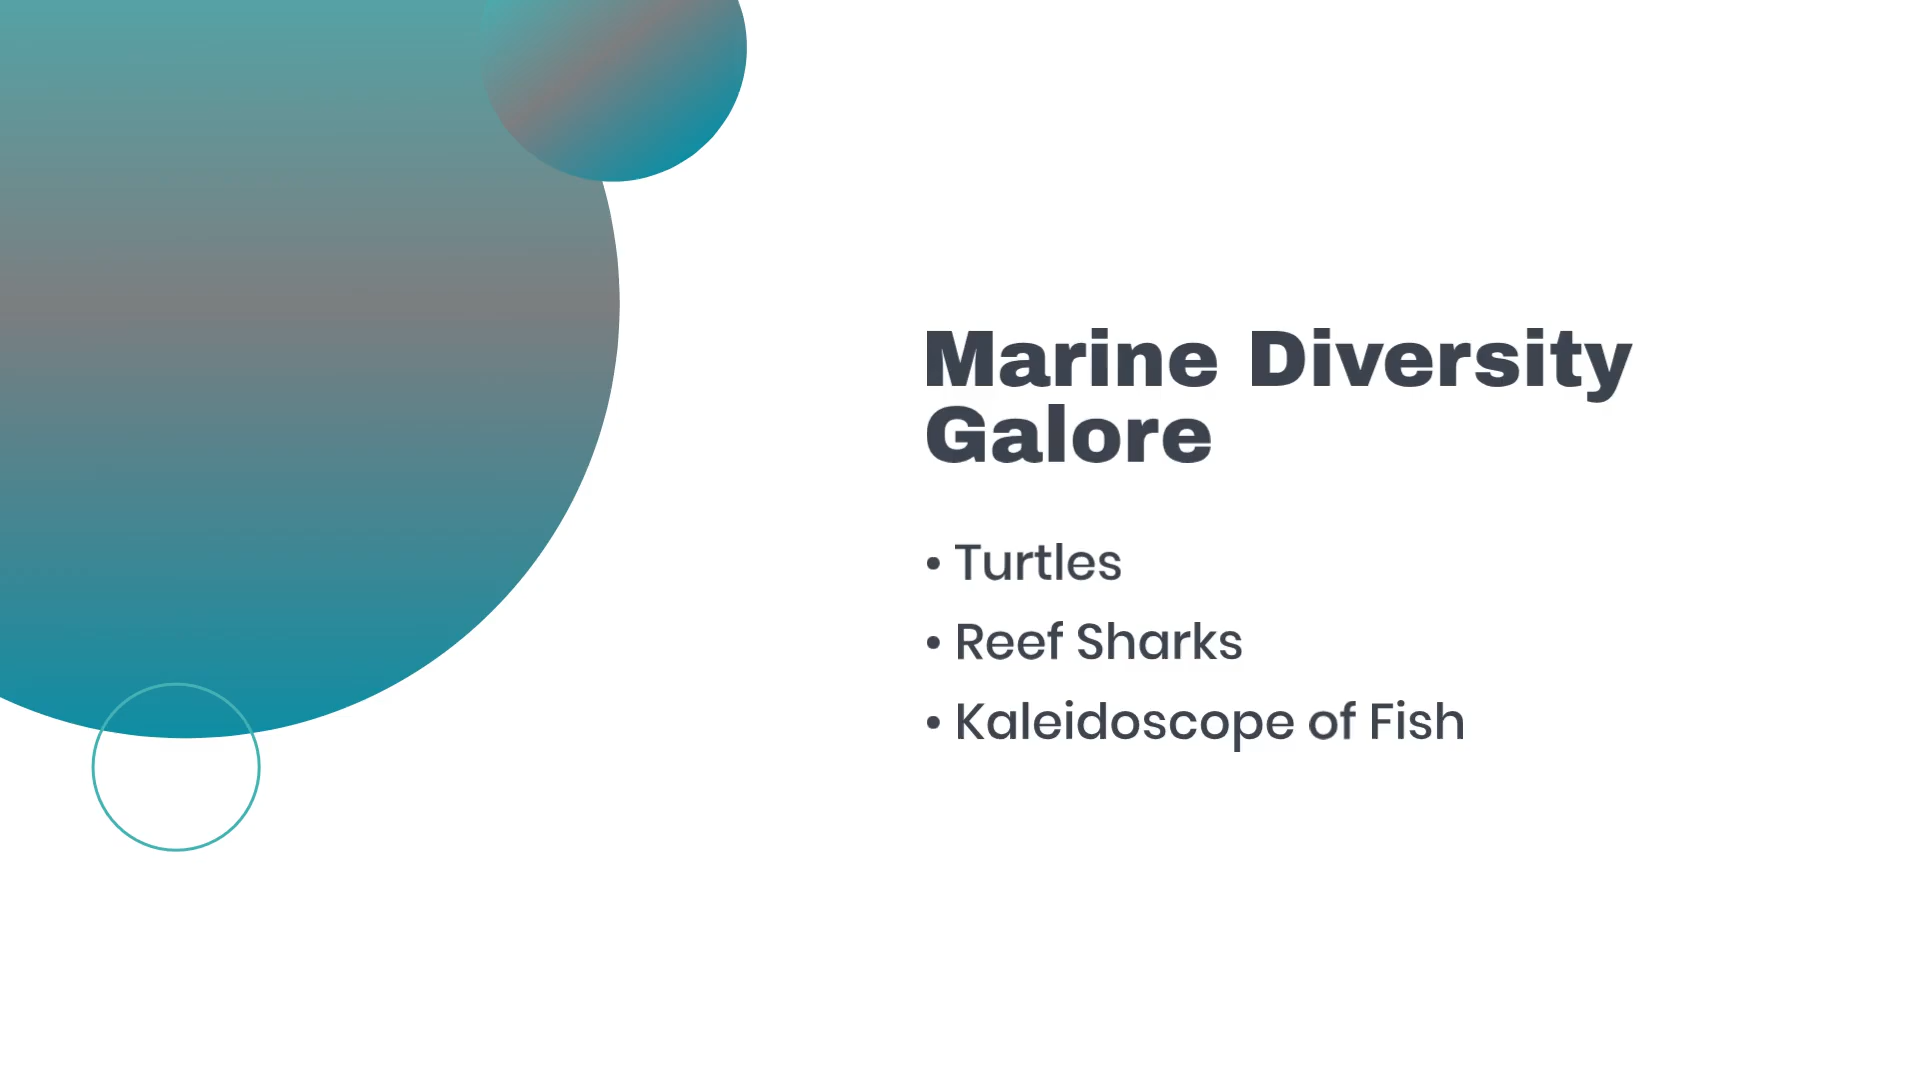 Marine Diversity
Galore
• Turtles
• Reef Sharks
• Kaleidoscope of Fish